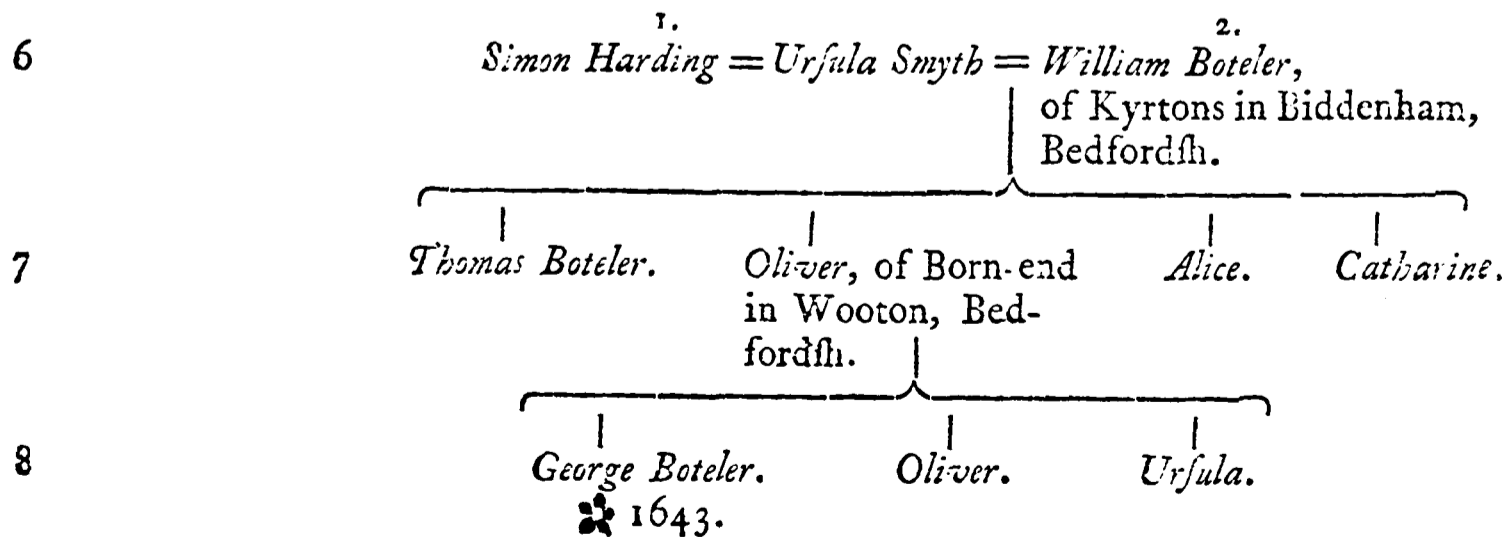 1. 2.
6 Simon Harding = Urſula Smyth = William Boteler,
of Kyrtons in Biddenham,
Bedfordſh.
7 Thomas Boteler. Oliver, of Born-end Alice. Catharine.
in Wooton, Bed-
fordſh.
8 George Boteler. Oliver. Urſula.
1643.